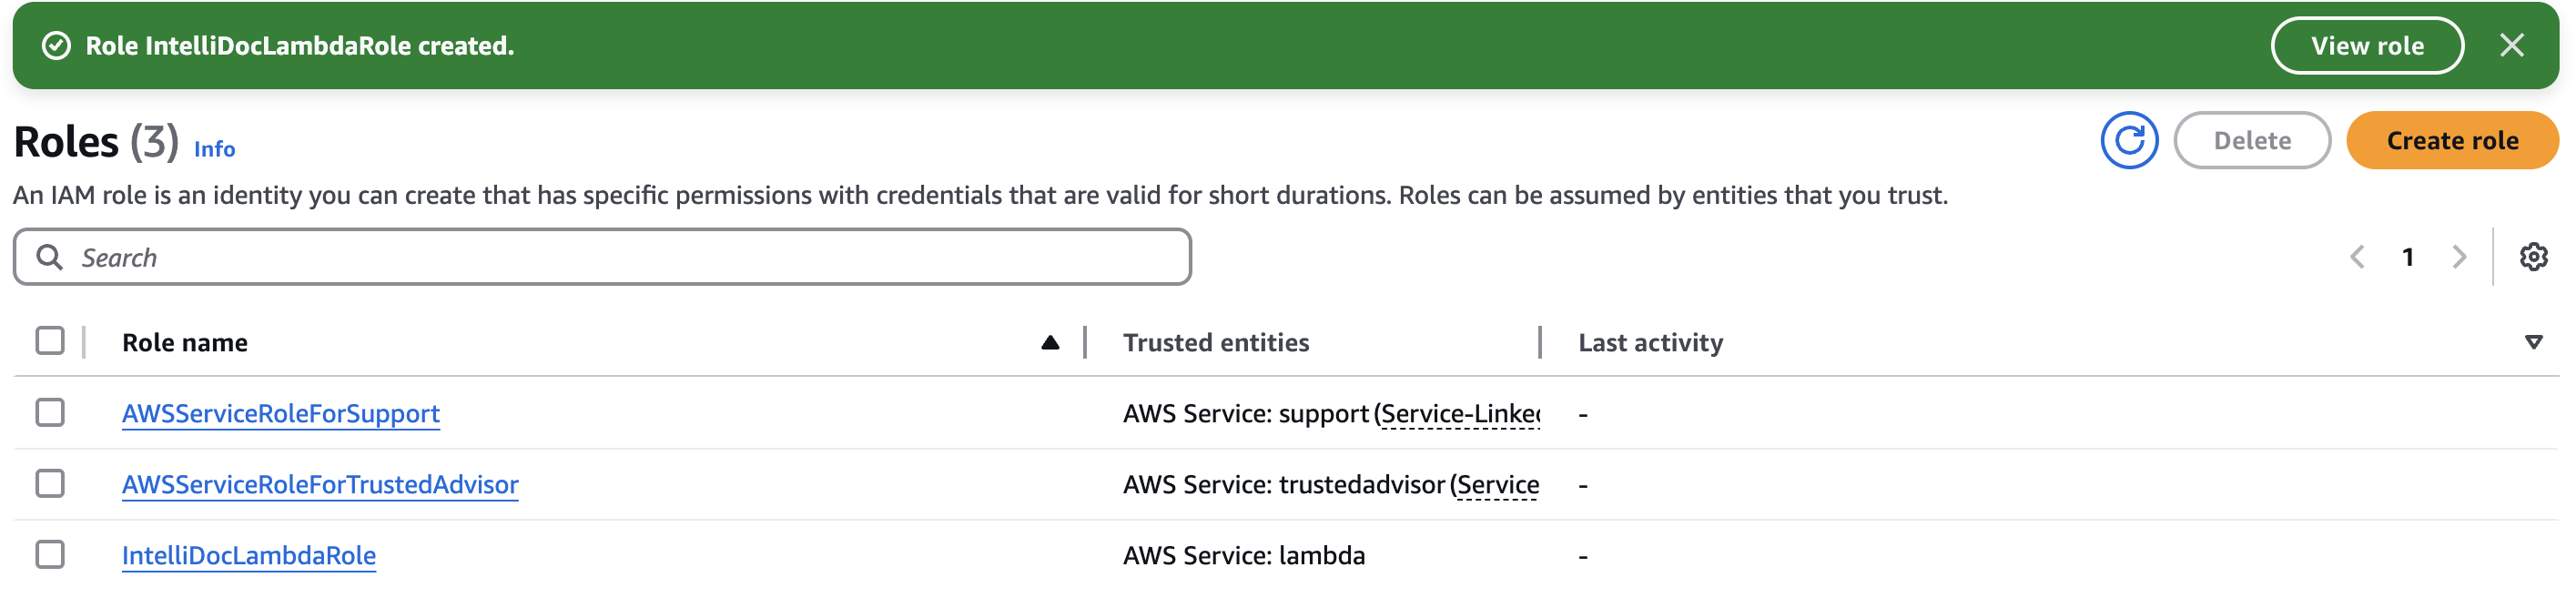 Role IntelliDocLambdaRole created.
View role
Roles (3) Info
Delete
Create role
An IAM role is an identity you can create that has specific permissions with credentials that are valid for short durations. Roles can be assumed by entities that you trust.
Search
1
Role name
Trusted entities
Last activity
AWSServiceRoleForSupport
AWS Service: support (Service-Linked
-
AWSServiceRoleForTrustedAdvisor
AWS Service: trustedadvisor (Service
-
IntelliDocLambdaRole
AWS Service: lambda
-